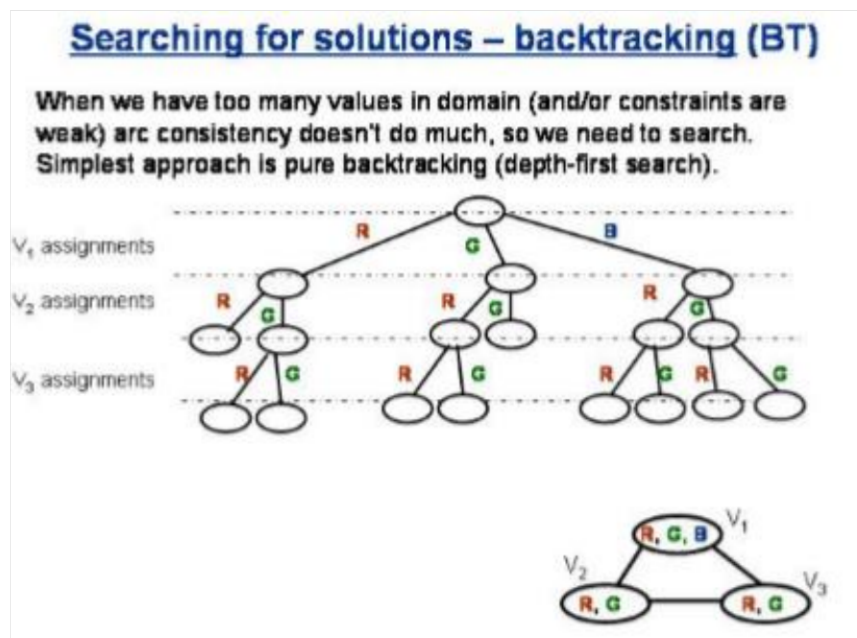 Searching for solutions – backtracking (BT)
When we have too many values in domain (and/or constraints are
weak) arc consistency doesn't do much, so we need to search.
Simplest approach is pure backtracking (depth-first search).
R G B
V₁ assignments
R G R G R G
V₂ assignments
R G R G R G R G
V₃ assignments
R, G, B V₁
V₂ V₃
R, G R, G